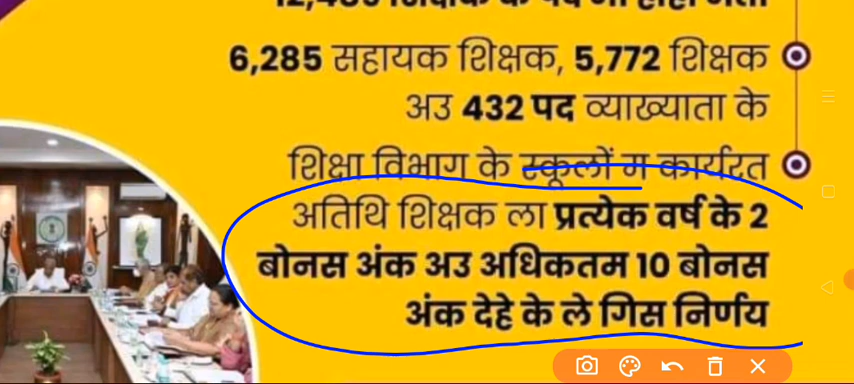 6,285 सहायक शिक्षक, 5,772 शिक्षक
अउ 432 पद व्याख्याता के
शिक्षा विभाग के स्कूलों म कार्यरत
अतिथि शिक्षक ला प्रत्येक वर्ष के 2
बोनस अंक अउ अधिकतम 10 बोनस
अंक देहे के ले गिस निर्णय